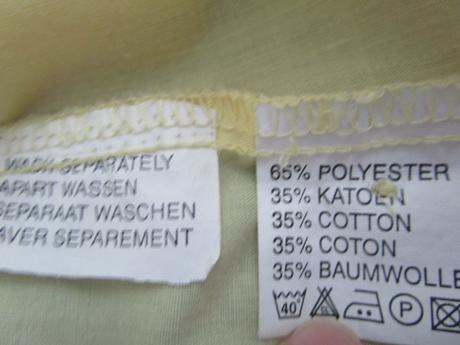 WASH SEPARATELY
APART WASSEN
SEPARAAT WASCHEN
LAVER SEPAREMENT
65% POLYESTER
35% KATOEN
35% COTTON
35% COTON
35% BAUMWOLLE
40° P